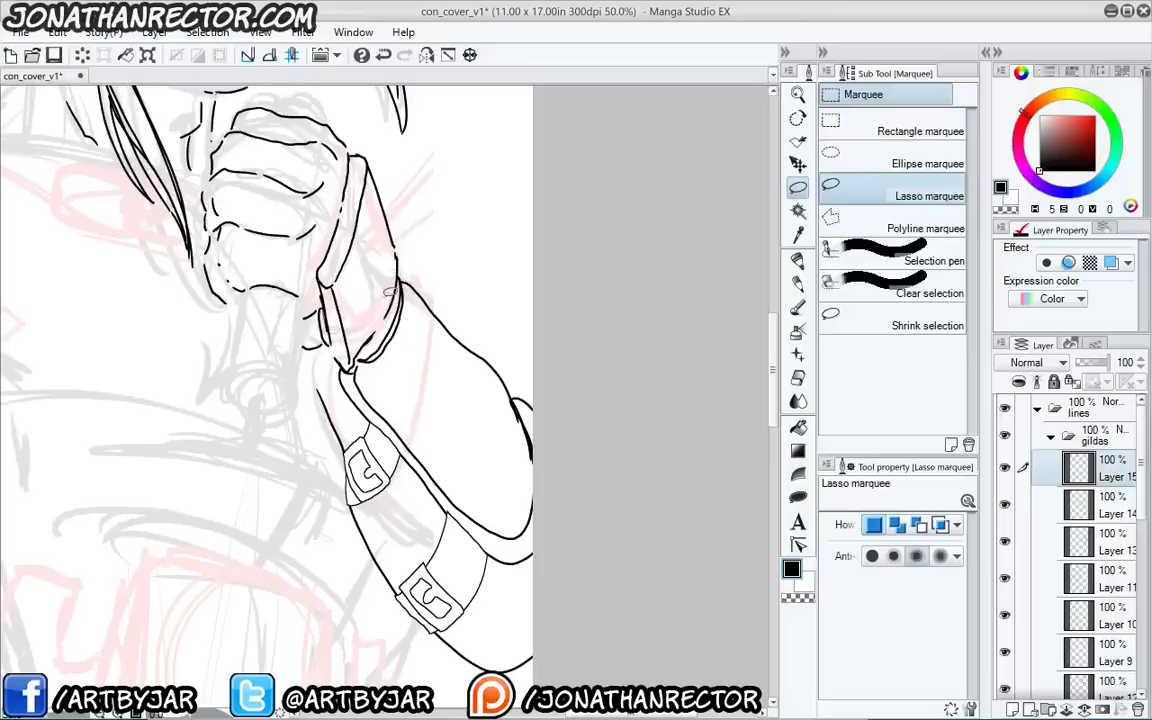 JONATHANRECTOR.COM
con_cover_v1* (11.00 x 17.00in 300dpi 50.0%) - Manga Studio EX
File Edit Story(P) Layer Selection View Filter Window Help
con_cover_v1*
Sub Tool [Marquee]
Marquee
Rectangle marquee
Ellipse marquee
Lasso marquee
Polyline marquee
Selection pen
Clear selection
Shrink selection
Tool property [Lasso marquee]
Lasso marquee
How
Anti-
H 5 S 0 V 0
Layer Property
Effect
Expression color
Color
Layer
Normal 100
100 % Nor...
lines
100 % N...
gildas
100 %
Layer 15
100 %
Layer 14
100 %
Layer 13
100 %
Layer 11
100 %
Layer 10
100 %
Layer 9
100 %
/ARTBYJAR @ARTBYJAR /JONATHANRECTOR